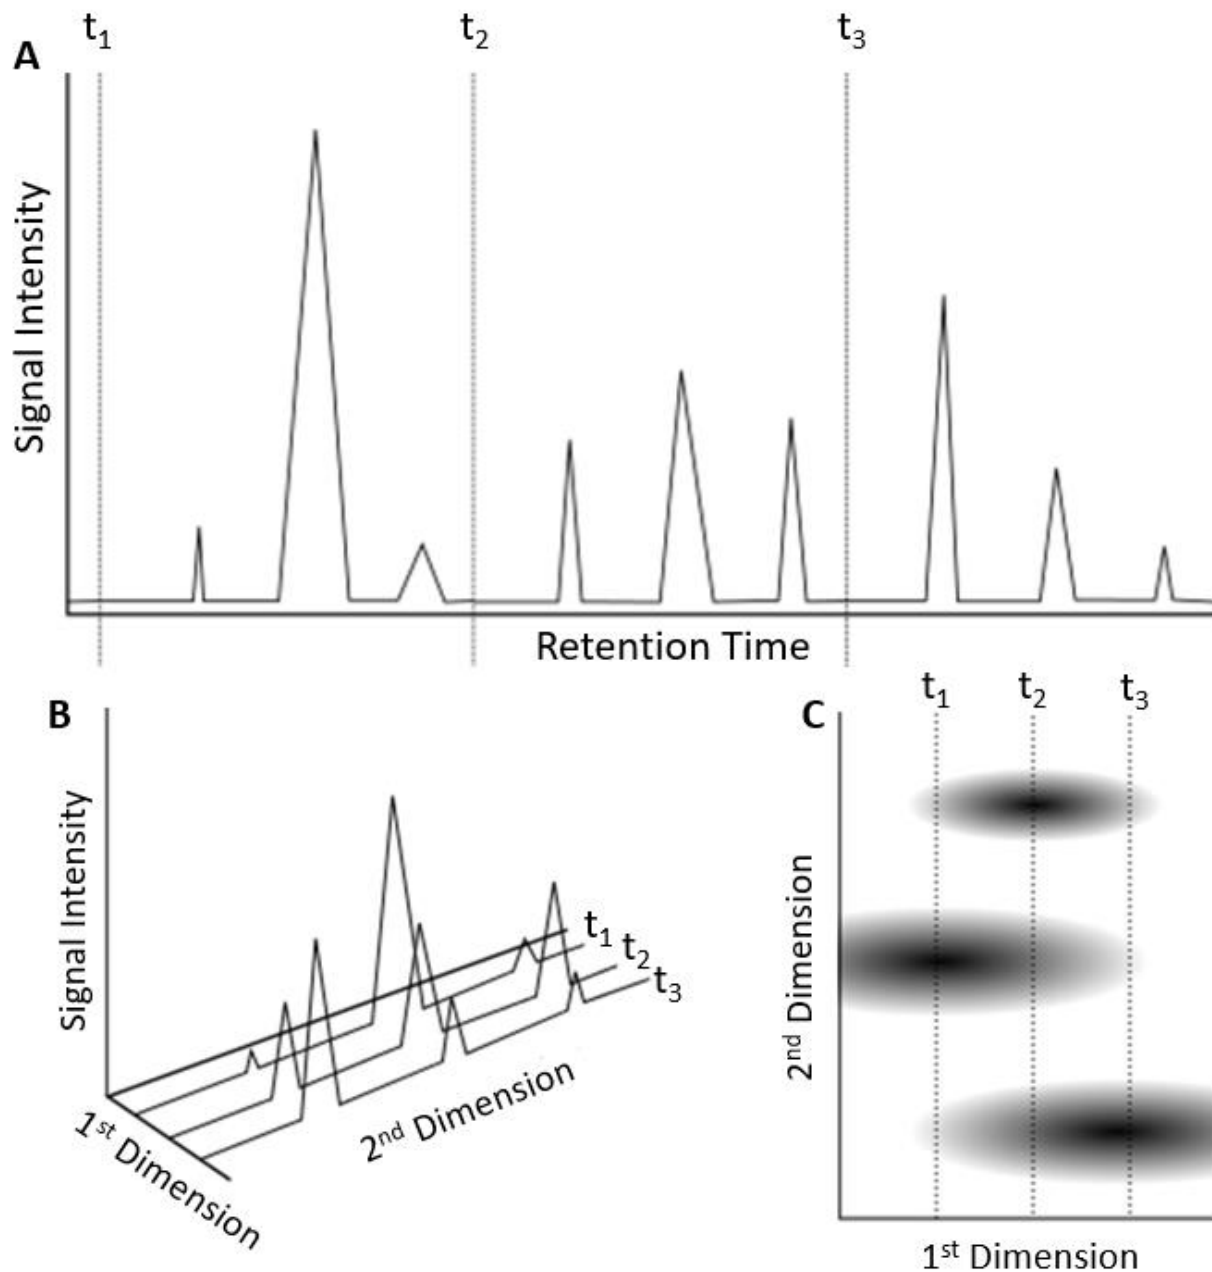 t₁ t₂ t₃
A
Signal Intensity
Retention Time
B
Signal Intensity
t₁
t₂
t₃
1ˢᵗ Dimension
2ⁿᵈ Dimension
C
t₁ t₂ t₃
2ⁿᵈ Dimension
1ˢᵗ Dimension